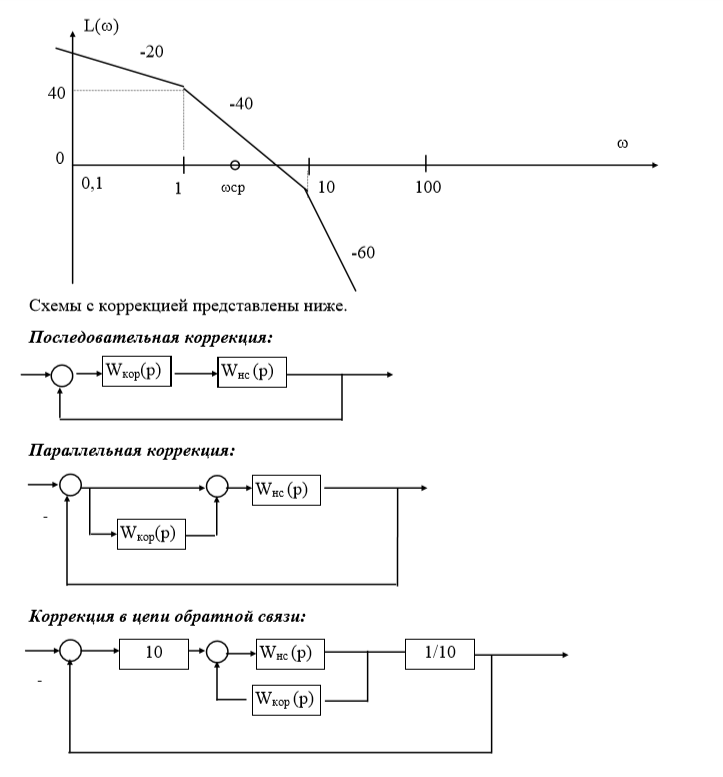 L(ω)
-20
40
-40
ω
0
0,1
1
ωср
10
100
-60
Схемы с коррекцией представлены ниже.
Последовательная коррекция:
Wкор(р) Wнс (р)
Параллельная коррекция:
Wнс (р)
-
Wкор(р)
Коррекция в цепи обратной связи:
10 Wнс (р) 1/10
-
Wкор (р)